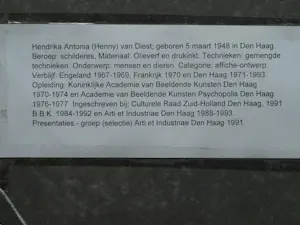 Hendrika Antonia (Henny) van Diest, geboren 5 maart 1948 in Den Haag.
Beroep: schilderes, Materiaal: Olieverf en drukinkt. Technieken: gemengde
technieken. Onderwerp: mensen en dieren. Categorie: affiche-ontwerp.
Verblijf: Engeland 1967-1969, Frankrijk 1970 en Den Haag 1971-1993.
Opleiding: Koninklijke Academie van Beeldende Kunsten Den Haag
1970-1974 en Academie van Beeldende Kunsten Psychopolis Den Haag
1976-1977. Ingeschreven bij; Culturele Raad Zuid-Holland Den Haag, 1991
B.B.K. 1984-1992 en Arti et Industriae Den Haag 1988-1993.
Presentaties - groep (selectie) Arti et Industriae Den Haag 1991.